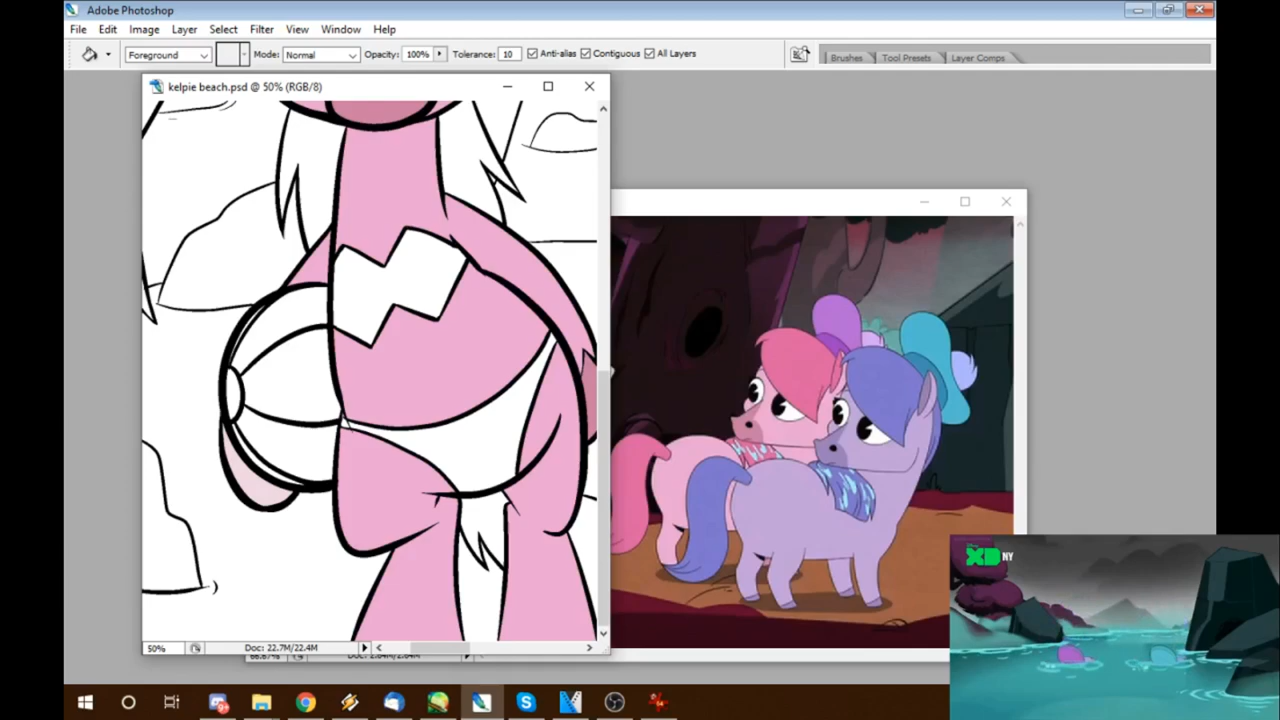 Adobe Photoshop
File Edit Image Layer Select Filter View Window Help
Foreground Mode: Normal Opacity: 100% Tolerance: 10 Anti-alias Contiguous All Layers Brushes Tool Presets Layer Comps
kelpie beach.psd @ 50% (RGB/8)
XD NY
50% Doc: 22.7M/22.4M